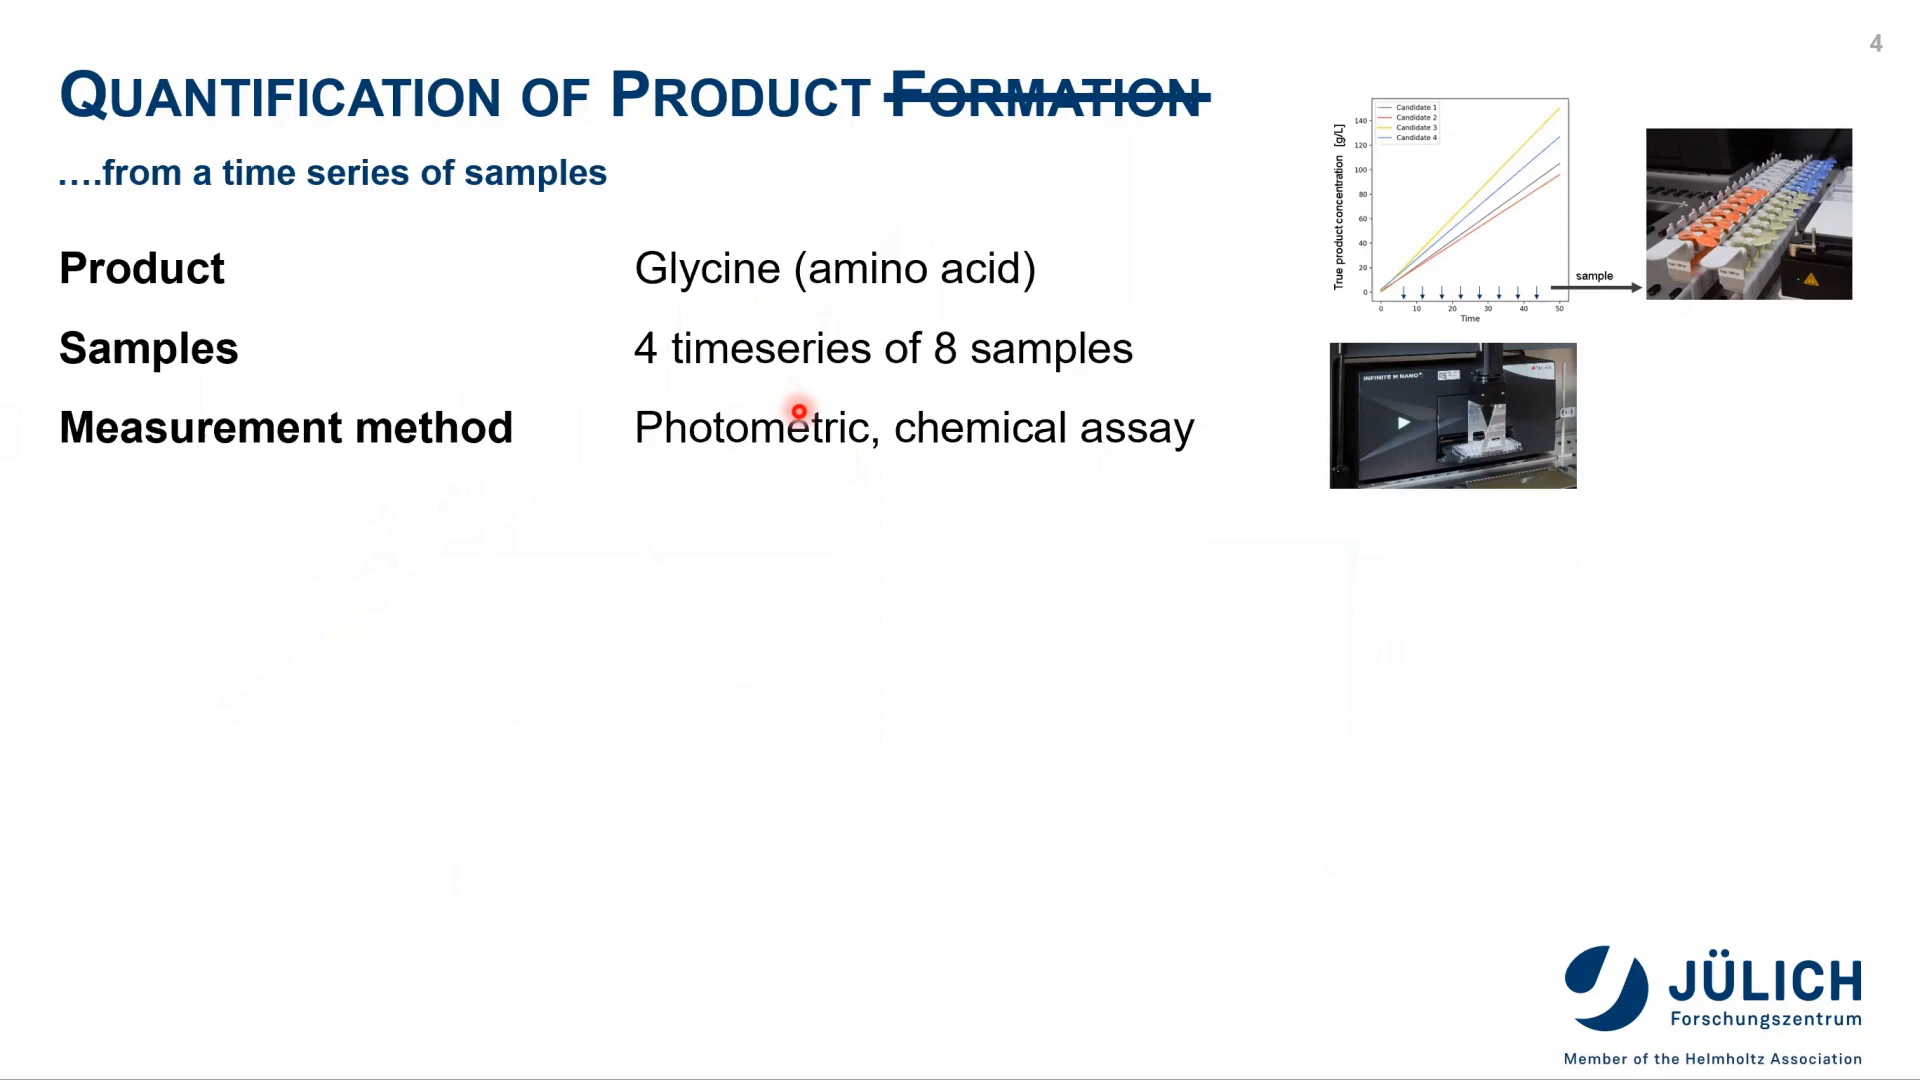 4
QUANTIFICATION OF PRODUCT FORMATION
....from a time series of samples
Product Glycine (amino acid)
Samples 4 timeseries of 8 samples
Measurement method Photometric, chemical assay
True product concentration [g/L]
140
120
100
80
60
40
20
0
Candidate 1
Candidate 2
Candidate 3
Candidate 4
0 10 20 30 40 50
Time
sample
INFINITE M NANO+
TECAN
JÜLICH
Forschungszentrum
Member of the Helmholtz Association